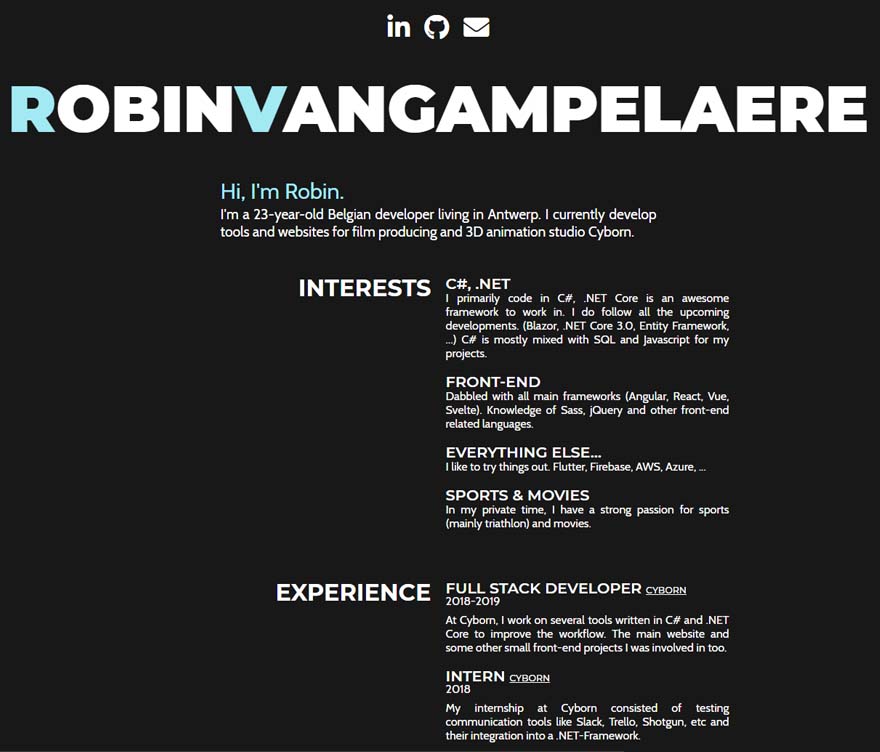 in
ROBINVANGAMPELAERE
Hi, I'm Robin.
I'm a 23-year-old Belgian developer living in Antwerp. I currently develop
tools and websites for film producing and 3D animation studio Cyborn.
INTERESTS
C#, .NET
I primarily code in C#, .NET Core is an awesome
framework to work in. I do follow all the upcoming
developments. (Blazor, .NET Core 3.0, Entity Framework,
...) C# is mostly mixed with SQL and Javascript for my
projects.
FRONT-END
Dabbled with all main frameworks (Angular, React, Vue,
Svelte). Knowledge of Sass, jQuery and other front-end
related languages.
EVERYTHING ELSE...
I like to try things out. Flutter, Firebase, AWS, Azure, ...
SPORTS & MOVIES
In my private time, I have a strong passion for sports
(mainly triathlon) and movies.
EXPERIENCE
FULL STACK DEVELOPER CYBORN
2018-2019
At Cyborn, I work on several tools written in C# and .NET
Core to improve the workflow. The main website and
some other small front-end projects I was involved in too.
INTERN CYBORN
2018
My internship at Cyborn consisted of testing
communication tools like Slack, Trello, Shotgun, etc and
their integration into a .NET-Framework.